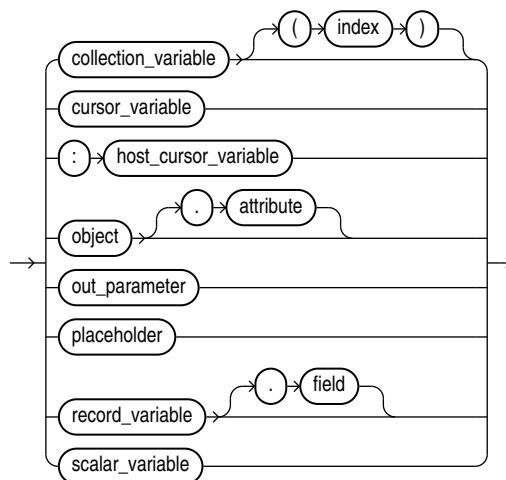 ( index )
collection_variable
cursor_variable
: host_cursor_variable
. attribute
object
out_parameter
placeholder
. field
record_variable
scalar_variable